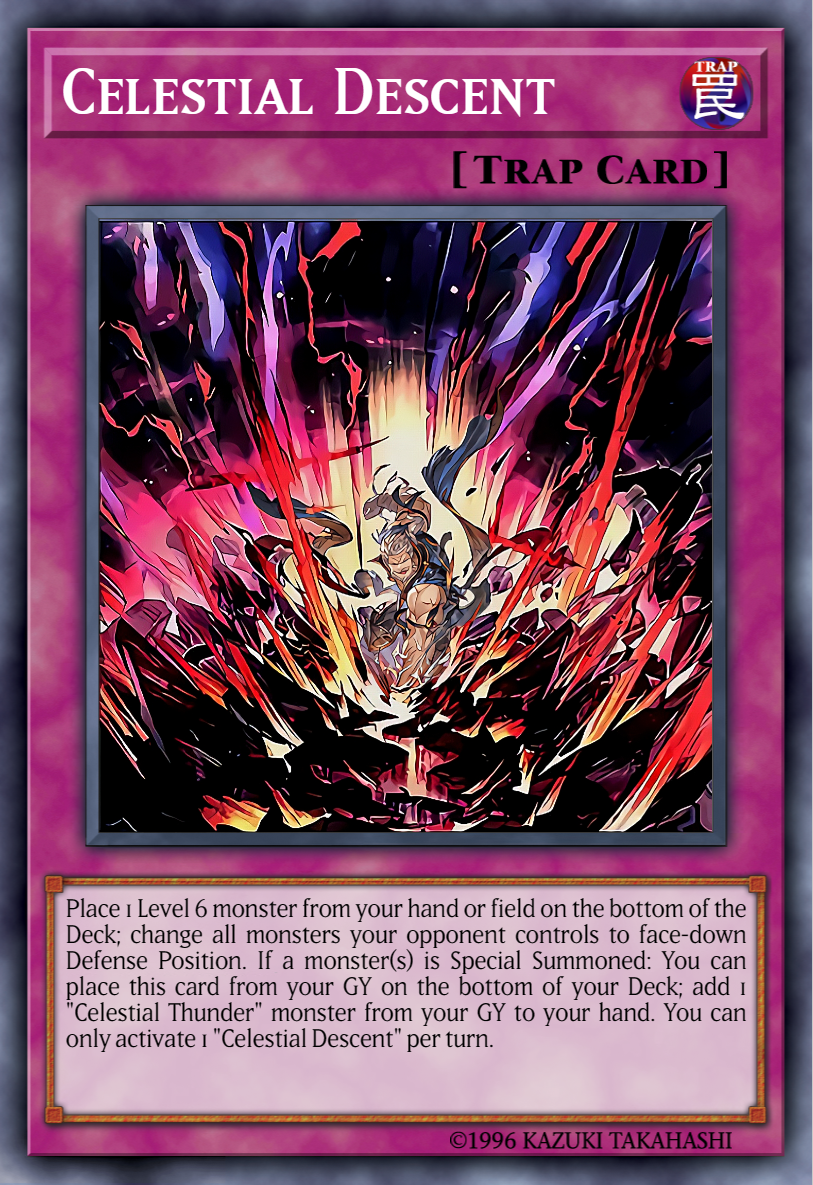 Celestial Descent
TRAP
罠
[Trap Card]
Place 1 Level 6 monster from your hand or field on the bottom of the
Deck; change all monsters your opponent controls to face-down
Defense Position. If a monster(s) is Special Summoned: You can
place this card from your GY on the bottom of your Deck; add 1
"Celestial Thunder" monster from your GY to your hand. You can
only activate 1 "Celestial Descent" per turn.
©1996 KAZUKI TAKAHASHI